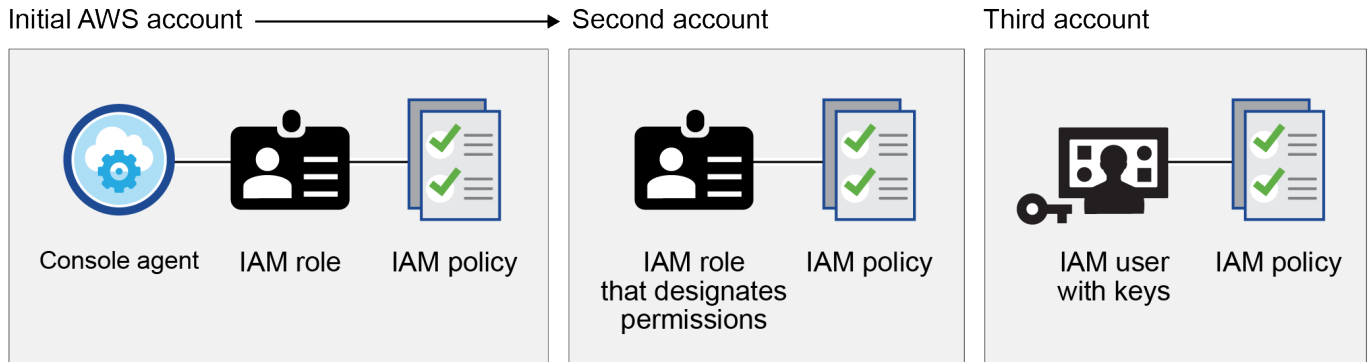 Initial AWS account
Second account
Third account
Console agent
IAM role
IAM policy
IAM role
that designates
permissions
IAM policy
IAM user
with keys
IAM policy